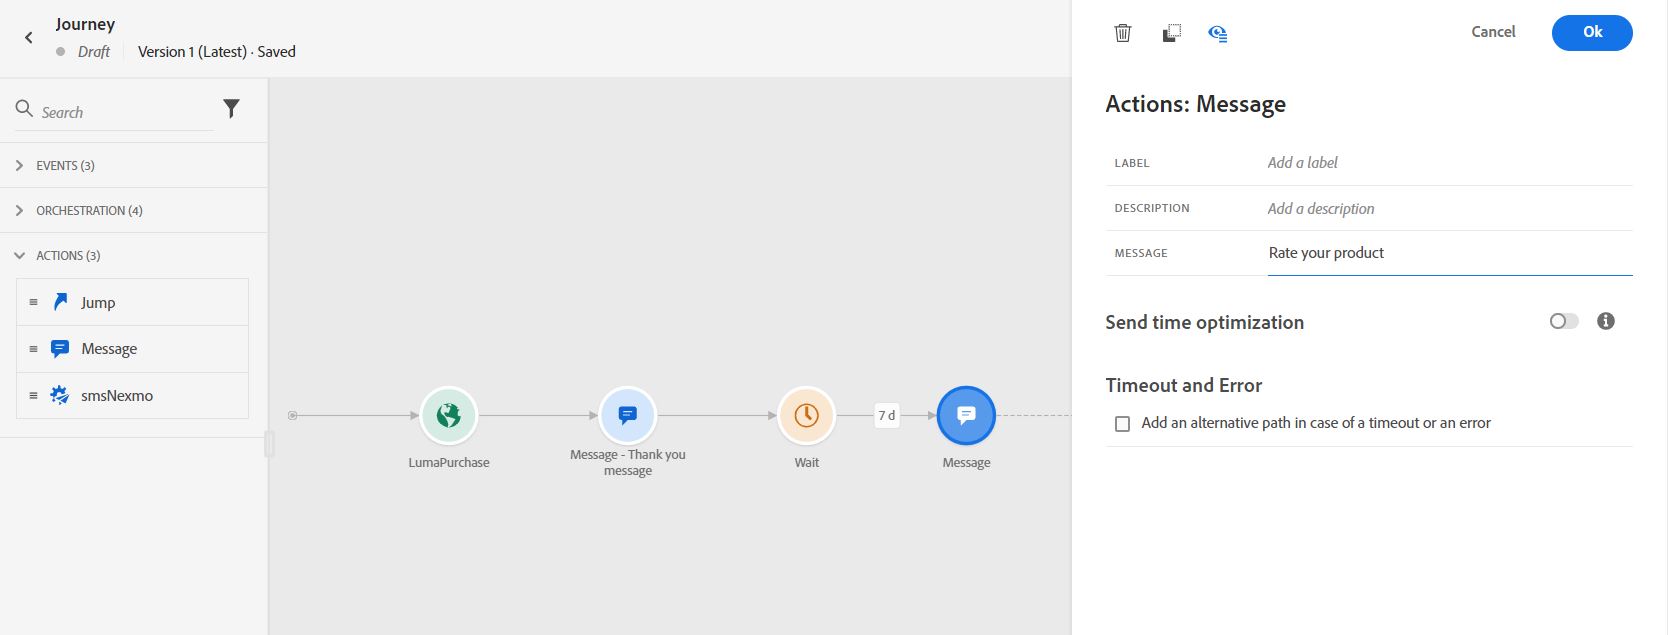 Journey
Draft
Version 1 (Latest) · Saved
Search
EVENTS (3)
ORCHESTRATION (4)
ACTIONS (3)
Jump
Message
smsNexmo
LumaPurchase
Message - Thank you
message
Wait
7 d
Message
Cancel
Ok
Actions: Message
LABEL
Add a label
DESCRIPTION
Add a description
MESSAGE
Rate your product
Send time optimization
Timeout and Error
Add an alternative path in case of a timeout or an error